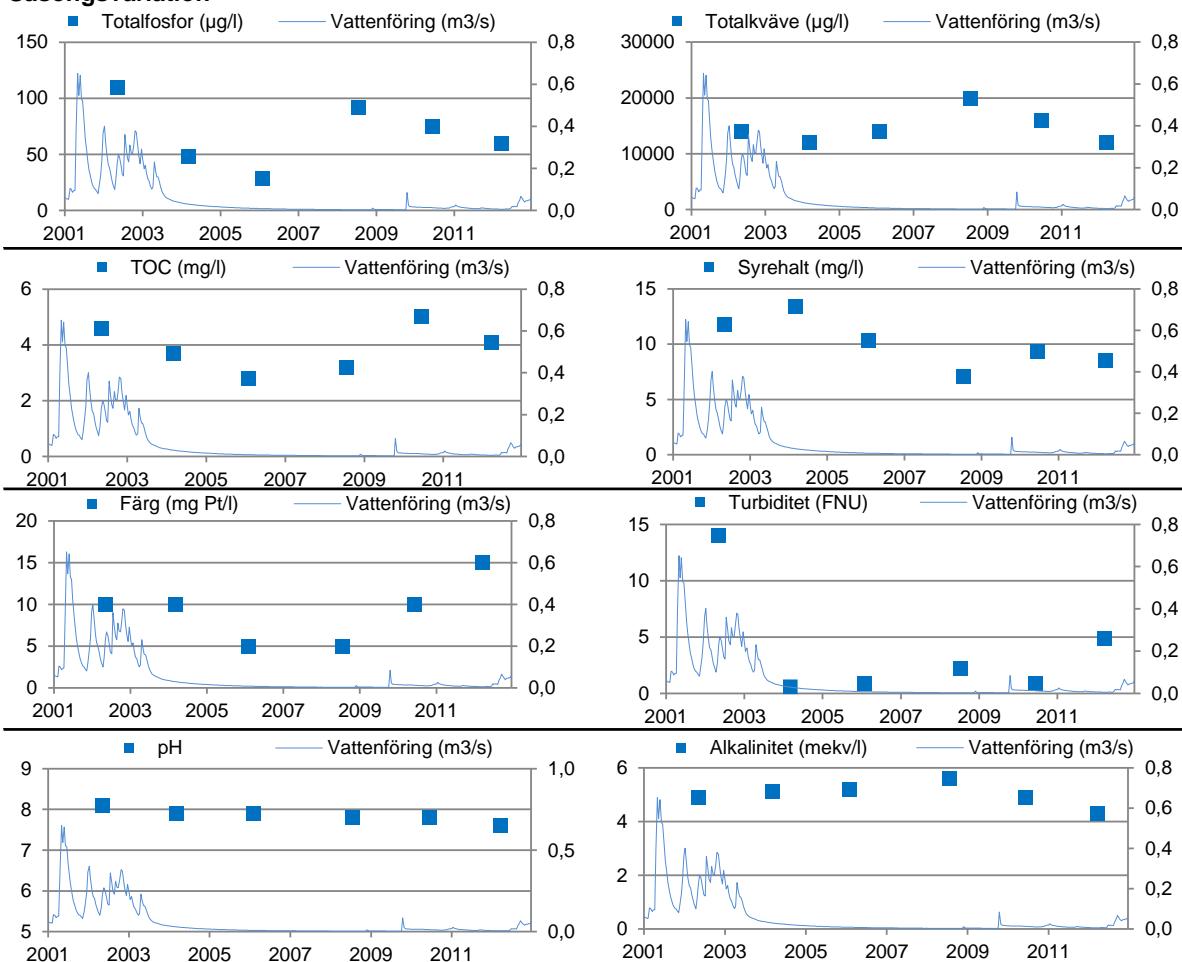 Säsongsvariation
Totalfosfor (µg/l) Vattenföring (m3/s)
150 0,8
100 0,6
0,4
50 0,2
0 0,0
2001 2003 2005 2007 2009 2011
Totalkväve (µg/l) Vattenföring (m3/s)
30000 0,8
20000 0,6
0,4
10000 0,2
0 0,0
2001 2003 2005 2007 2009 2011
TOC (mg/l) Vattenföring (m3/s)
6 0,8
4 0,6
0,4
2 0,2
0 0,0
2001 2003 2005 2007 2009 2011
Syrehalt (mg/l) Vattenföring (m3/s)
15 0,8
10 0,6
0,4
5 0,2
0 0,0
2001 2003 2005 2007 2009 2011
Färg (mg Pt/l) Vattenföring (m3/s)
20 0,8
15 0,6
10 0,4
5 0,2
0 0,0
2001 2003 2005 2007 2009 2011
Turbiditet (FNU) Vattenföring (m3/s)
15 0,8
10 0,6
0,4
5 0,2
0 0,0
2001 2003 2005 2007 2009 2011
pH Vattenföring (m3/s)
9 1,0
8
7 0,5
6
5 0,0
2001 2003 2005 2007 2009 2011
Alkalinitet (mekv/l) Vattenföring (m3/s)
6 0,8
4 0,6
0,4
2 0,2
0 0,0
2001 2003 2005 2007 2009 2011